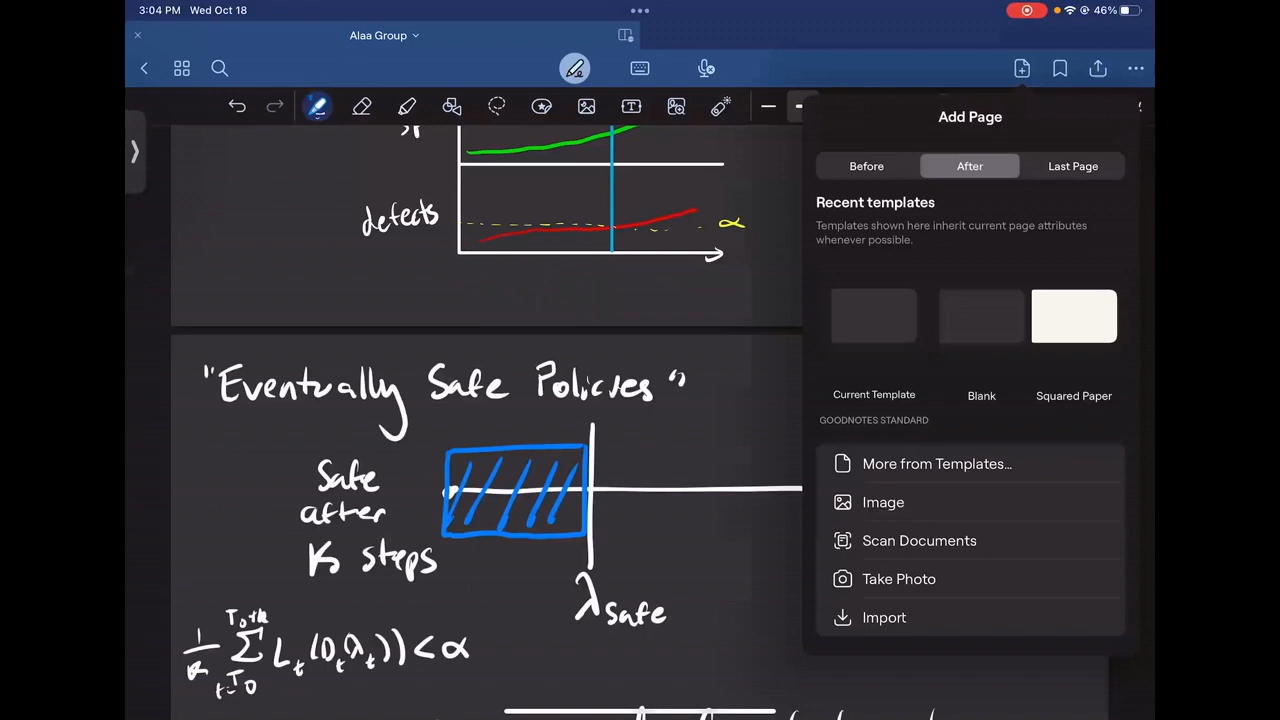 3:04 PM Wed Oct 18
46%
Alaa Group
Add Page
Before After Last Page
Recent templates
Templates shown here inherit current page attributes
whenever possible.
Current Template Blank Squared Paper
GOODNOTES STANDARD
More from Templates...
Image
Scan Documents
Take Photo
Import
defects
α
"Eventually Safe Policies"
Safe
after
K steps
λsafe